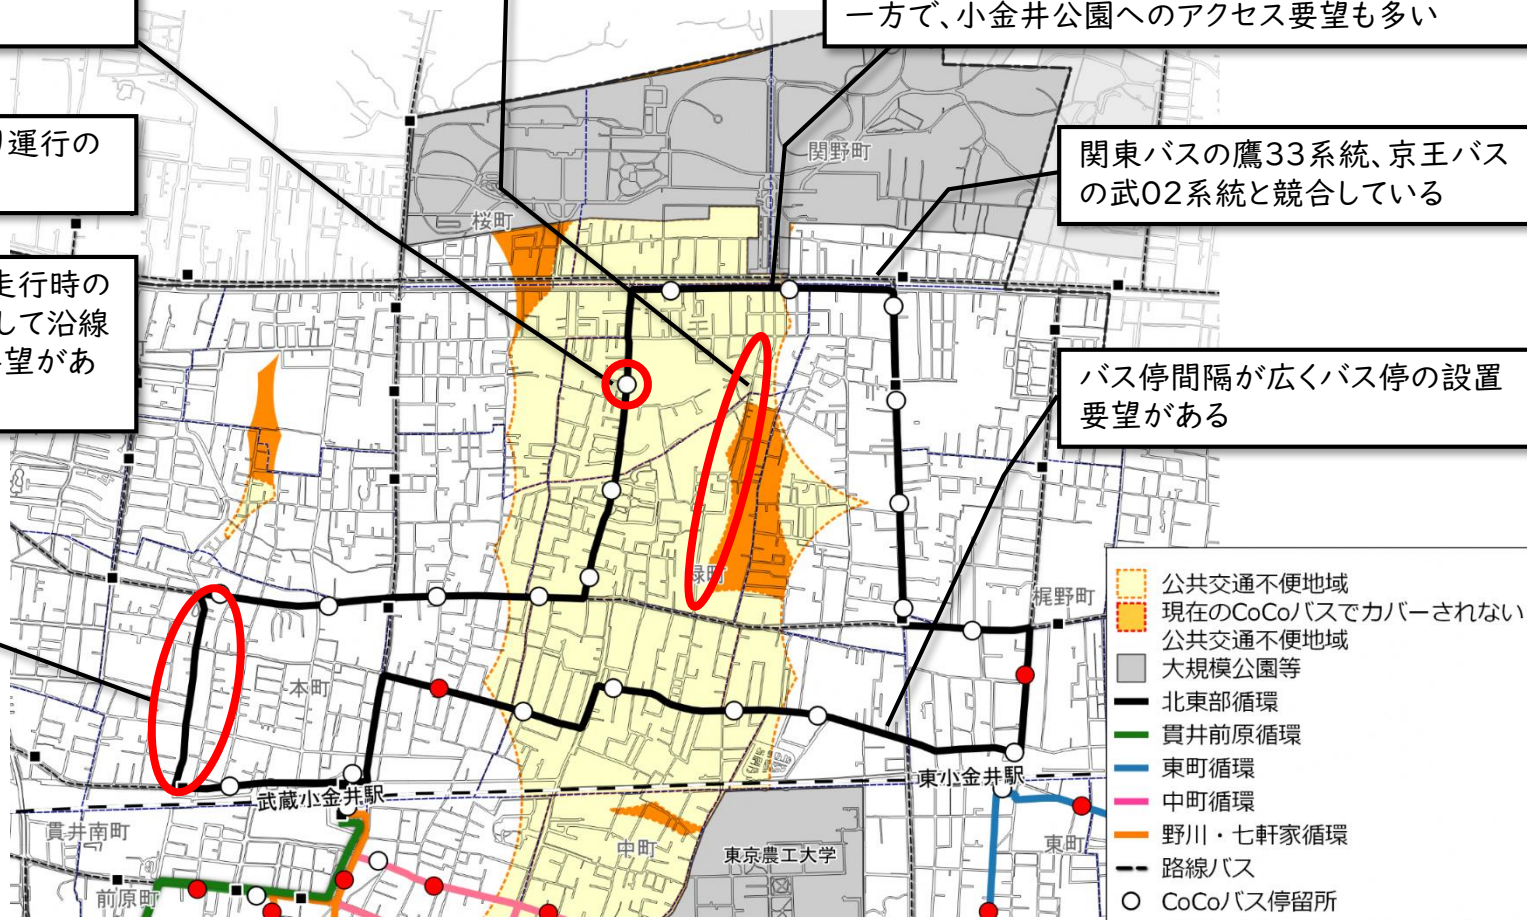 一方で、小金井公園へのアクセス要望も多い
関東バスの鷹33系統、京王バス
の武02系統と競合している
運行の
走行時の
して沿線
望があ
バス停間隔が広くバス停の設置
要望がある
関野町
桜町
緑町
梶野町
本町
武蔵小金井駅
東小金井駅
貫井南町
前原町
中町
東京農工大学
東町
公共交通不便地域
現在のCoCoバスでカバーされない
公共交通不便地域
大規模公園等
北東部循環
貫井前原循環
東町循環
中町循環
野川・七軒家循環
路線バス
CoCoバス停留所